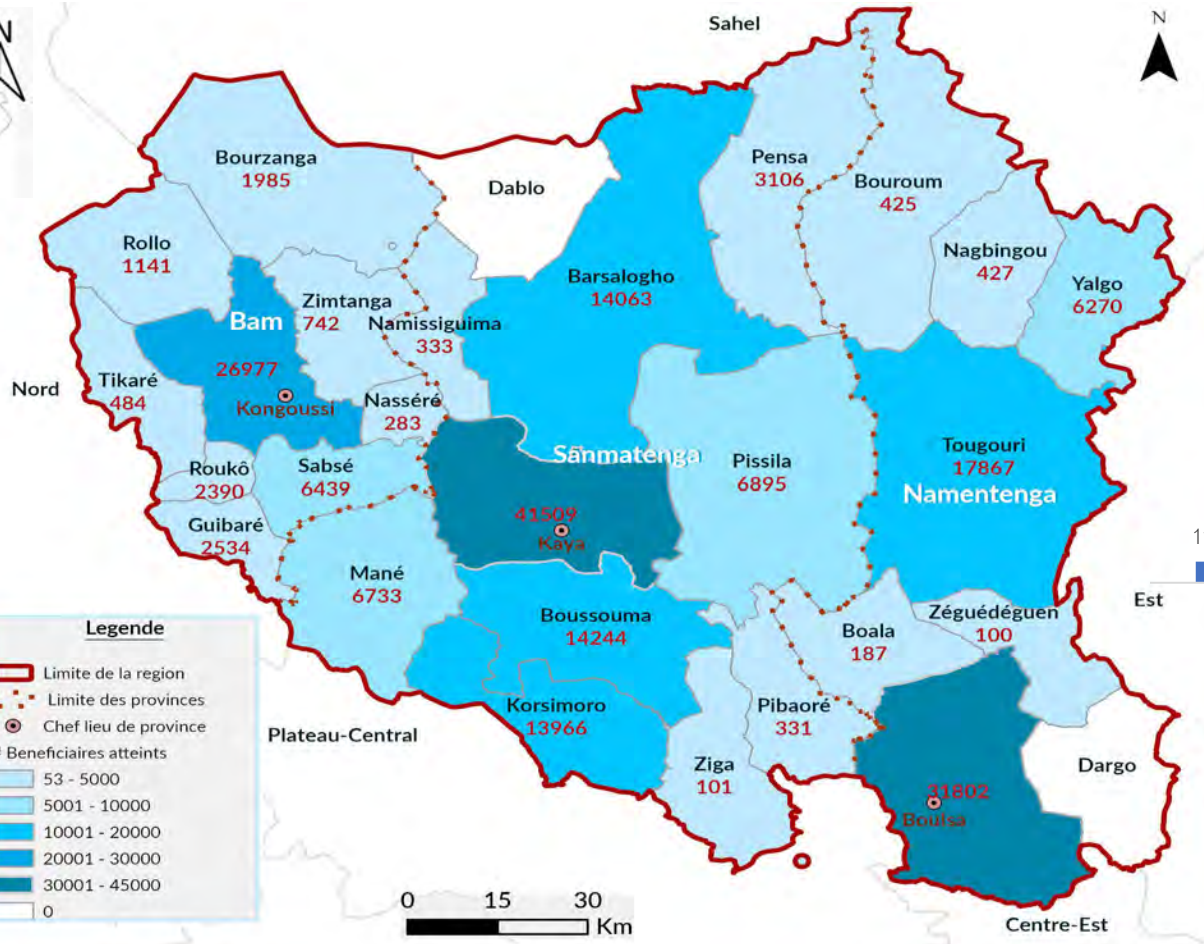 N
Sahel
N
Bourzanga
1985
Dablo
Pensa
3106
Bouroum
425
Rollo
1141
Nagbingou
427
Barsalogho
14063
Yalgo
6270
Zimtanga
742
Bam
Namissiguima
333
26977
Kongoussi
Nord
Tikaré
484
Nasséré
283
Roukô
2390
Sabsé
6439
Sanmatenga
Pissila
6895
Tougouri
17867
Namentenga
Guibaré
2534
41509
Kaya
1
Mané
6733
Boussouma
14244
Boala
187
Zéguédéguen
100
Est
Korsimoro
13966
Pibaoré
331
Plateau-Central
Ziga
101
Dargo
31802
Boulsa
Legende
Limite de la region
Limite des provinces
Chef lieu de province
Beneficiaires atteints
53 - 5000
5001 - 10000
10001 - 20000
20001 - 30000
30001 - 45000
0
0 15 30
Km
Centre-Est